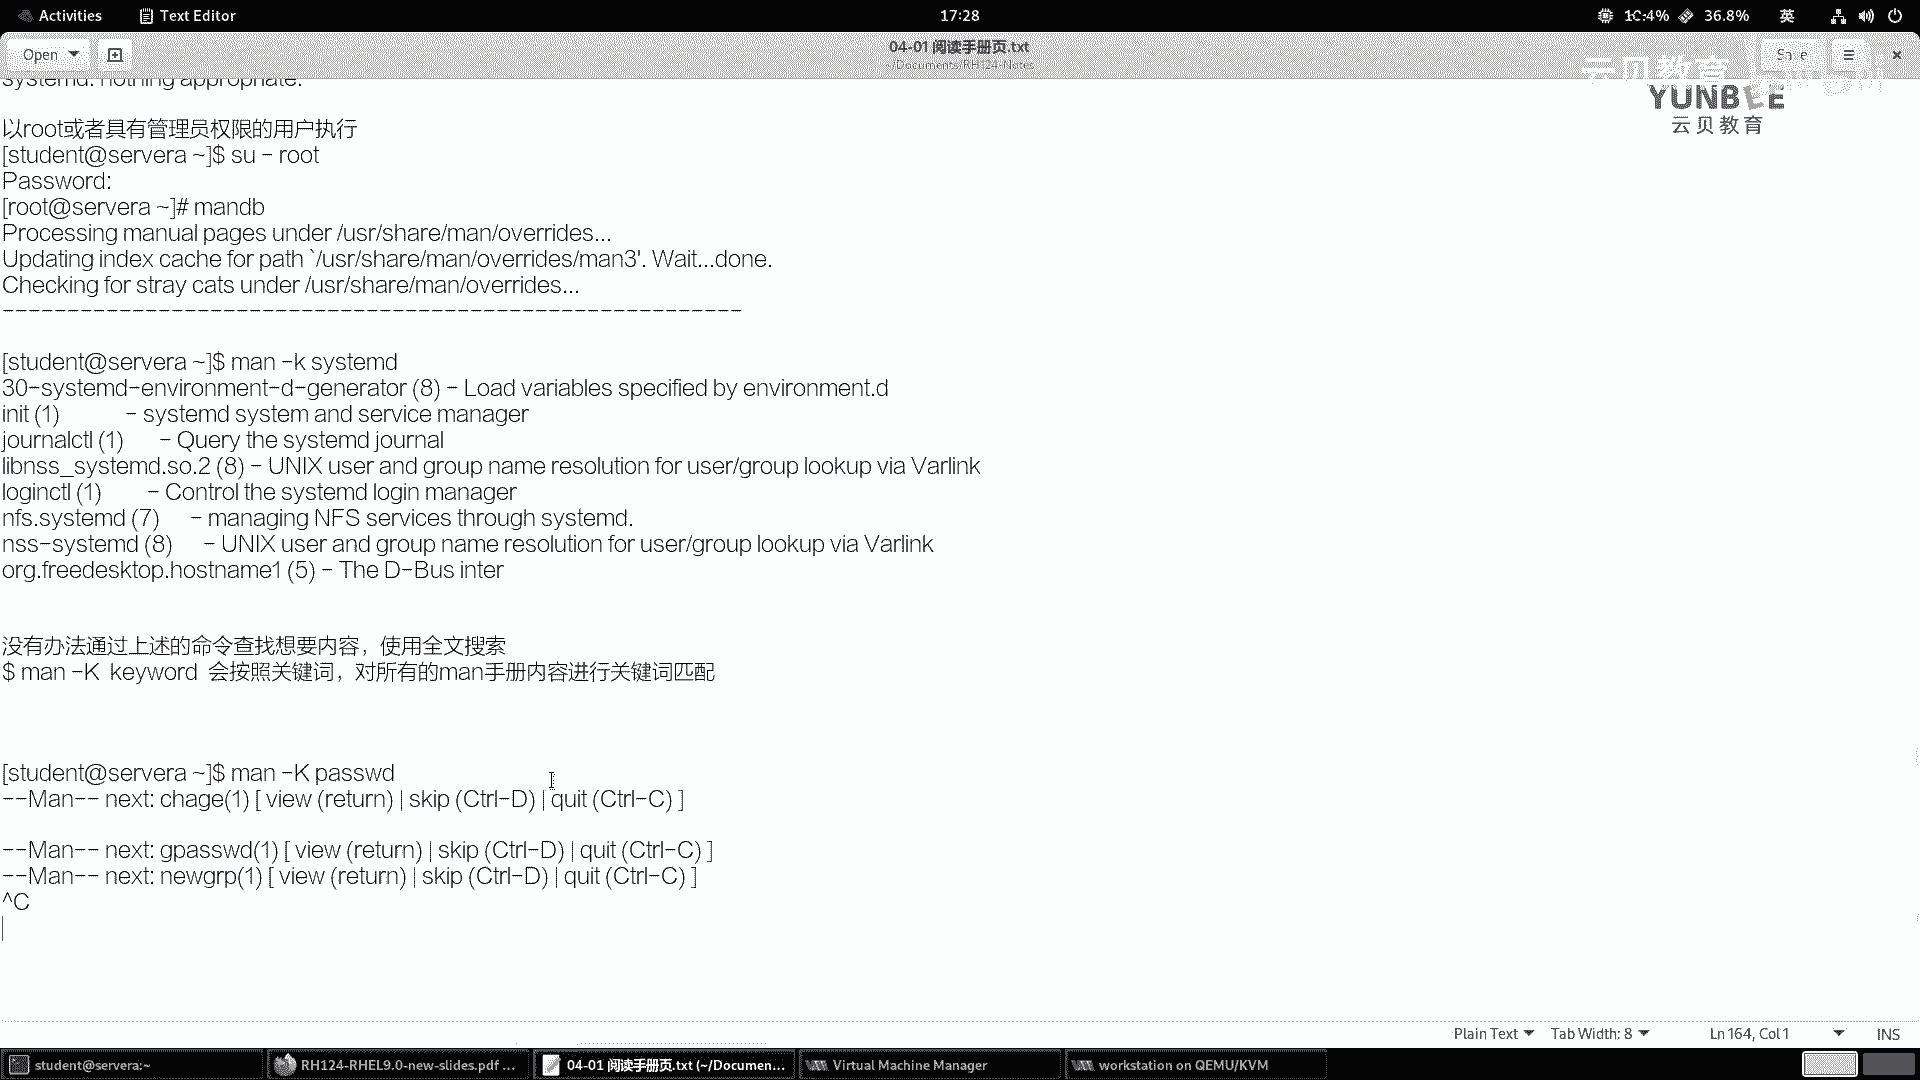 Activities
Text Editor
17:28
36.8%
英
Open
04-01 阅读手册页.txt
~/Documents/RH124-Notes
Save
云贝教育
YUNBEE
云贝教育
systemd: nothing appropriate.
以root或者具有管理员权限的用户执行
[student@servera ~]$ su - root
Password:
[root@servera ~]# mandb
Processing manual pages under /usr/share/man/overrides...
Updating index cache for path `/usr/share/man/overrides/man3'. Wait...done.
Checking for stray cats under /usr/share/man/overrides...
---------------------------------------------------------
[student@servera ~]$ man -k systemd
30-systemd-environment-d-generator (8) - Load variables specified by environment.d
init (1)             - systemd system and service manager
journalctl (1)       - Query the systemd journal
libnss_systemd.so.2 (8) - UNIX user and group name resolution for user/group lookup via Varlink
loginctl (1)         - Control the systemd login manager
nfs.systemd (7)      - managing NFS services through systemd.
nss-systemd (8)      - UNIX user and group name resolution for user/group lookup via Varlink
org.freedesktop.hostname1 (5) - The D-Bus inter
没有办法通过上述的命令查找想要内容，使用全文搜索
$ man -K  keyword  会按照关键词，对所有的man手册内容进行关键词匹配
[student@servera ~]$ man -K passwd
--Man-- next: chage(1) [ view (return) | skip (Ctrl-D) | quit (Ctrl-C) ]
--Man-- next: gpasswd(1) [ view (return) | skip (Ctrl-D) | quit (Ctrl-C) ]
--Man-- next: newgrp(1) [ view (return) | skip (Ctrl-D) | quit (Ctrl-C) ]
^C
Plain Text
Tab Width: 8
Ln 164, Col 1
INS
student@servera:~
RH124-RHEL9.0-new-slides.pdf ...
04-01 阅读手册页.txt (~/Documen...
Virtual Machine Manager
workstation on QEMU/KVM